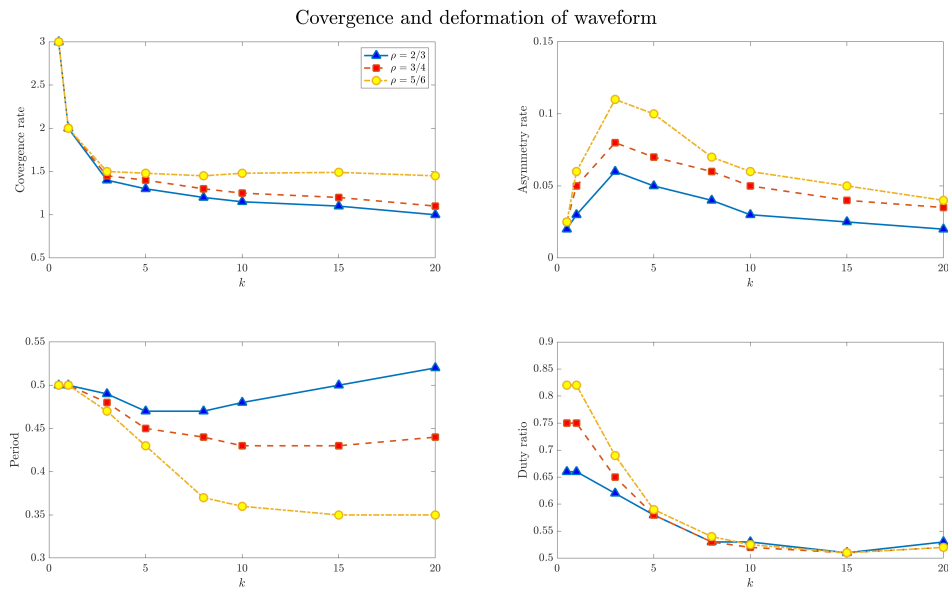 Covergence and deformation of waveform
3
2.5
2
1.5
1
0.5
0 5 10 15 20
Covergence rate
k
ρ = 2/3
ρ = 3/4
ρ = 5/6
0.15
0.1
0.05
0
0 5 10 15 20
Asymmetry rate
k
0.55
0.5
0.45
0.4
0.35
0.3
0 5 10 15 20
Period
k
0.9
0.85
0.8
0.75
0.7
0.65
0.6
0.55
0.5
0 5 10 15 20
Duty ratio
k